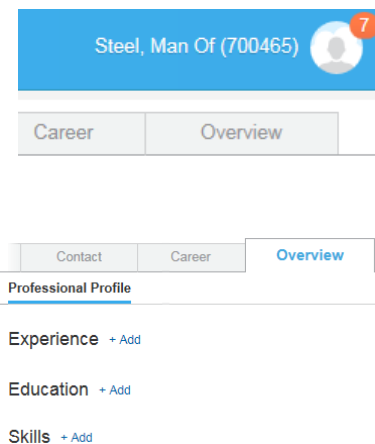 7
Steel, Man Of (700465)
Career Overview
Contact Career Overview
Professional Profile
Experience + Add
Education + Add
Skills + Add